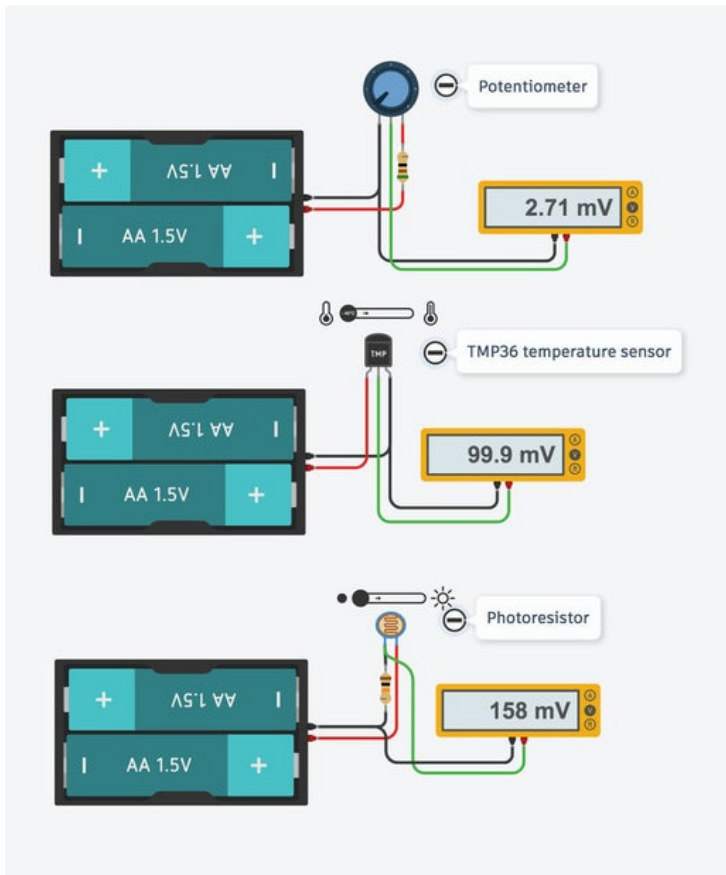 Potentiometer
+ AA 1.5V I
I AA 1.5V +
2.71 mV
A
V
R
TMP
TMP36 temperature sensor
+ AA 1.5V I
I AA 1.5V +
99.9 mV
A
V
R
Photoresistor
+ AA 1.5V I
I AA 1.5V +
158 mV
A
V
R